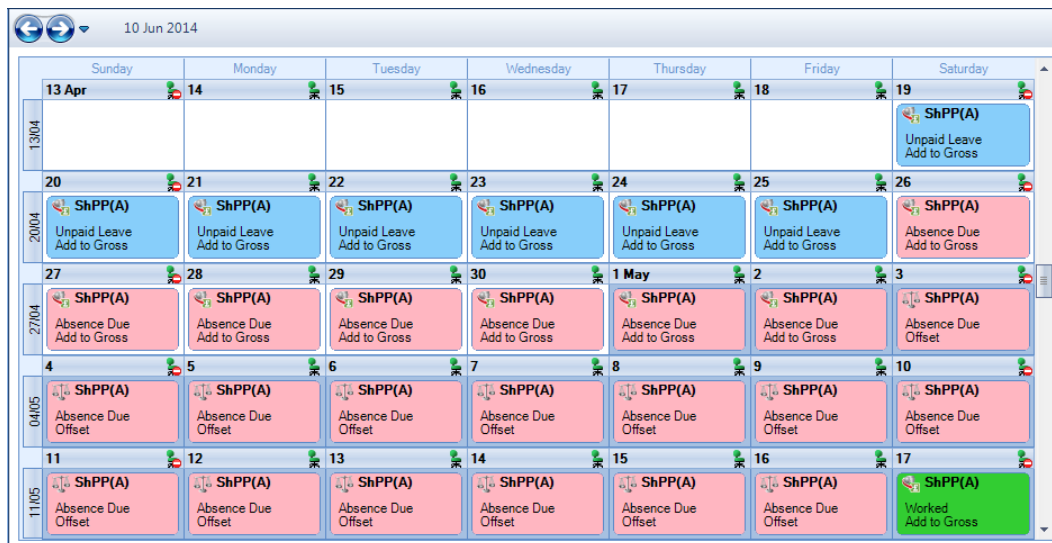 10 Jun 2014
Sunday Monday Tuesday Wednesday Thursday Friday Saturday
13/04
13 Apr 14 15 16 17 18 19
ShPP(A)
Unpaid Leave
Add to Gross
20/04
20 21 22 23 24 25 26
ShPP(A) ShPP(A) ShPP(A) ShPP(A) ShPP(A) ShPP(A) ShPP(A)
Unpaid Leave Unpaid Leave Unpaid Leave Unpaid Leave Unpaid Leave Unpaid Leave Absence Due
Add to Gross Add to Gross Add to Gross Add to Gross Add to Gross Add to Gross Add to Gross
27/04
27 28 29 30 1 May 2 3
ShPP(A) ShPP(A) ShPP(A) ShPP(A) ShPP(A) ShPP(A) ShPP(A)
Absence Due Absence Due Absence Due Absence Due Absence Due Absence Due Absence Due
Add to Gross Add to Gross Add to Gross Add to Gross Add to Gross Add to Gross Offset
04/05
4 5 6 7 8 9 10
ShPP(A) ShPP(A) ShPP(A) ShPP(A) ShPP(A) ShPP(A) ShPP(A)
Absence Due Absence Due Absence Due Absence Due Absence Due Absence Due Absence Due
Offset Offset Offset Offset Offset Offset Offset
11/05
11 12 13 14 15 16 17
ShPP(A) ShPP(A) ShPP(A) ShPP(A) ShPP(A) ShPP(A) ShPP(A)
Absence Due Absence Due Absence Due Absence Due Absence Due Absence Due Worked
Offset Offset Offset Offset Offset Offset Add to Gross